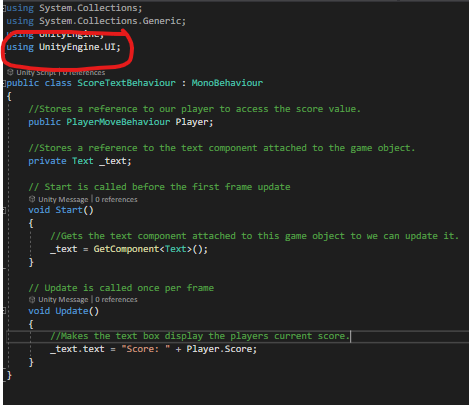 using System.Collections;
using System.Collections.Generic;
using UnityEngine;
using UnityEngine.UI;
Unity Script | 0 references
public class ScoreTextBehaviour : MonoBehaviour
{
//Stores a reference to our player to access the score value.
public PlayerMoveBehaviour Player;
//Stores a reference to the text component attached to the game object.
private Text _text;
// Start is called before the first frame update
Unity Message | 0 references
void Start()
{
//Gets the text component attached to this game object to we can update it.
_text = GetComponent<Text>();
}
// Update is called once per frame
Unity Message | 0 references
void Update()
{
//Makes the text box display the players current score.
_text.text = "Score: " + Player.Score;
}
}